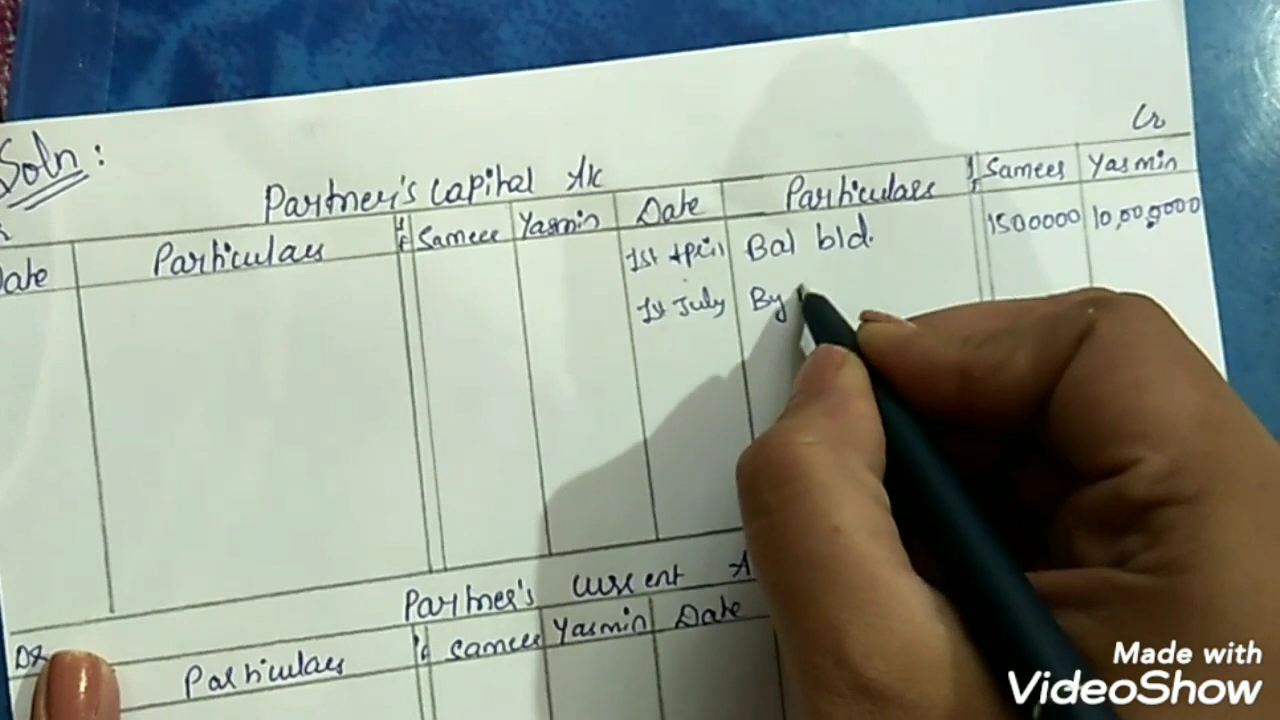 Soln :
Cr
Partner's Capital A/c
Date Particulars J/F Sameer Yasmin Date Particulars J/F Sameer Yasmin
1st April Bal b/d. 1500000 10,00,000
1st July By
Partner's Current A
Dr
Particulars Sameer Yasmin Date
Made with
VideoShow